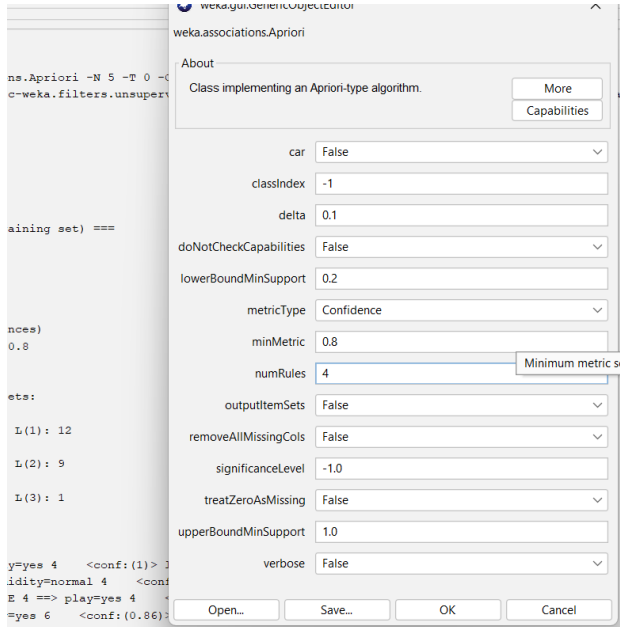 weka.gui.GenericObjectEditor
weka.associations.Apriori
About
Class implementing an Apriori-type algorithm.
More
Capabilities
car False
classIndex -1
delta 0.1
doNotCheckCapabilities False
lowerBoundMinSupport 0.2
metricType Confidence
minMetric 0.8
Minimum metric
numRules 4
outputItemSets False
removeAllMissingCols False
significanceLevel -1.0
treatZeroAsMissing False
upperBoundMinSupport 1.0
verbose False
Open... Save... OK Cancel
ns.Apriori -N 5 -T 0 -C
c-weka.filters.unsuperv
aining set) ===
nces)
0.8
ets:
L(1): 12
L(2): 9
L(3): 1
y=yes 4 <conf:(1)>
idity=normal 4 <conf
E 4 ==> play=yes 4 <
=yes 6 <conf:(0.86)>